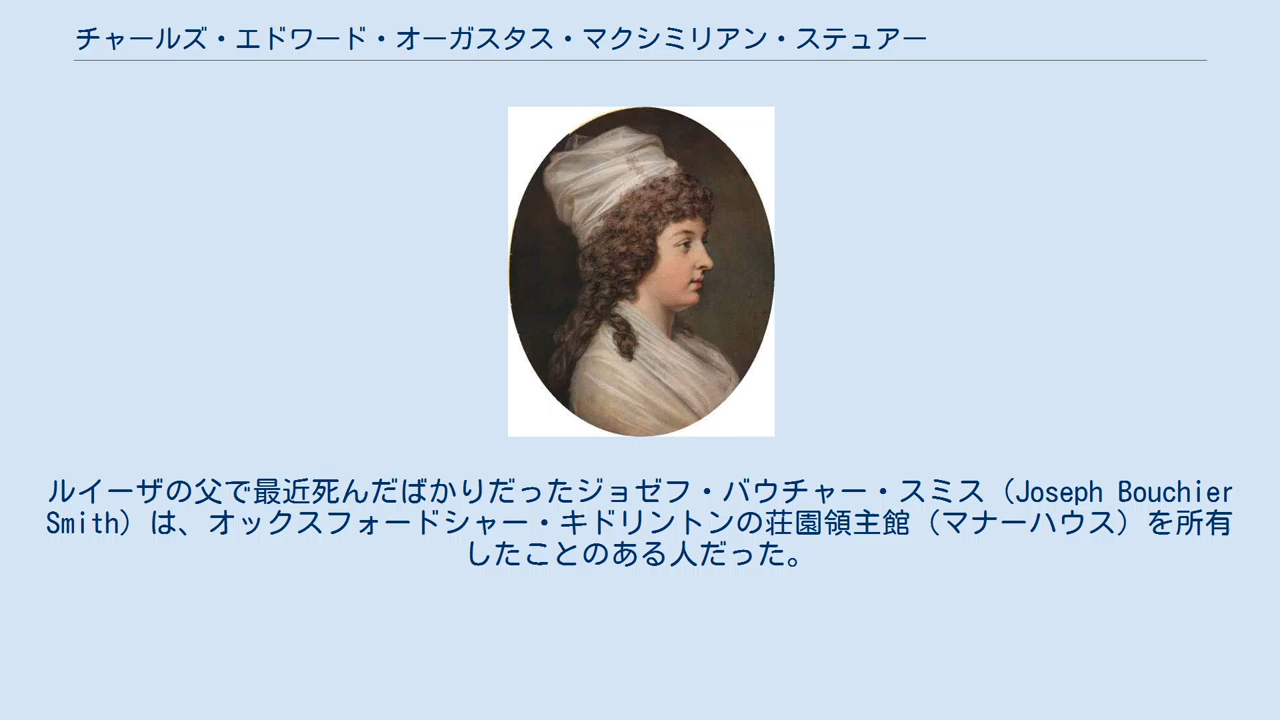 チャールズ・エドワード・オーガスタス・マクシミリアン・ステュアー
ルイーザの父で最近死んだばかりだったジョゼフ・バウチャー・スミス（Joseph Bouchier
Smith）は、オックスフォードシャー・キドリントンの荘園領主館（マナーハウス）を所有
したことのある人だった。